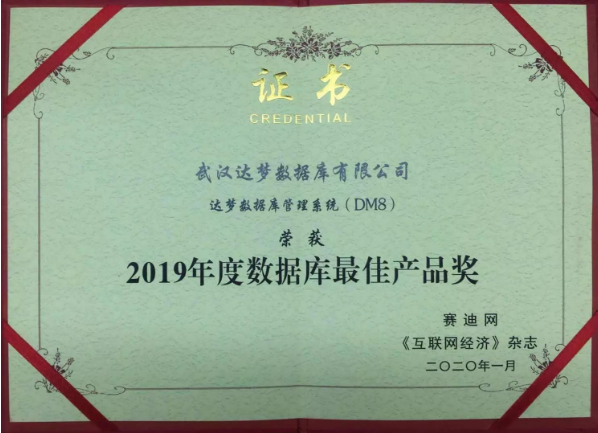 证书
CREDENTIAL
武汉达梦数据库有限公司
达梦数据库管理系统(DM8)
荣获
2019年度数据库最佳产品奖
赛迪网
《互联网经济》杂志
二〇二〇年一月